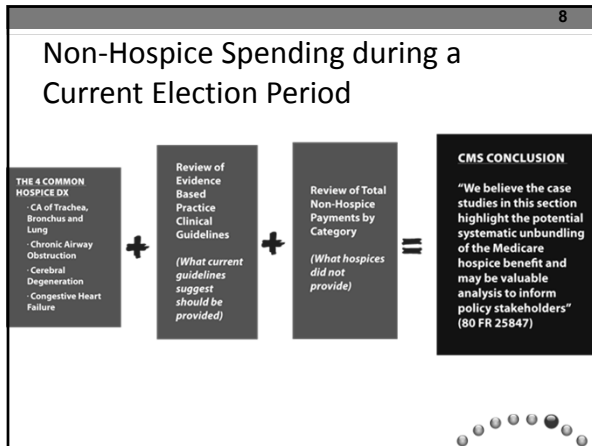 8
Non-Hospice Spending during a
Current Election Period
THE 4 COMMON
HOSPICE DX
· CA of Trachea,
Bronchus and
Lung
· Chronic Airway
Obstruction
· Cerebral
Degeneration
· Congestive Heart
Failure
+
Review of
Evidence
Based
Practice
Clinical
Guidelines
(What current
guidelines
suggest should be
provided)
+
Review of Total
Non-Hospice
Payments by
Category
(What hospices
did not
provide)
=
CMS CONCLUSION
“We believe the case
studies in this section
highlight the potential
systematic unbundling
of the Medicare
hospice benefit and
may be valuable
analysis to inform
policy stakeholders”
(80 FR 25847)